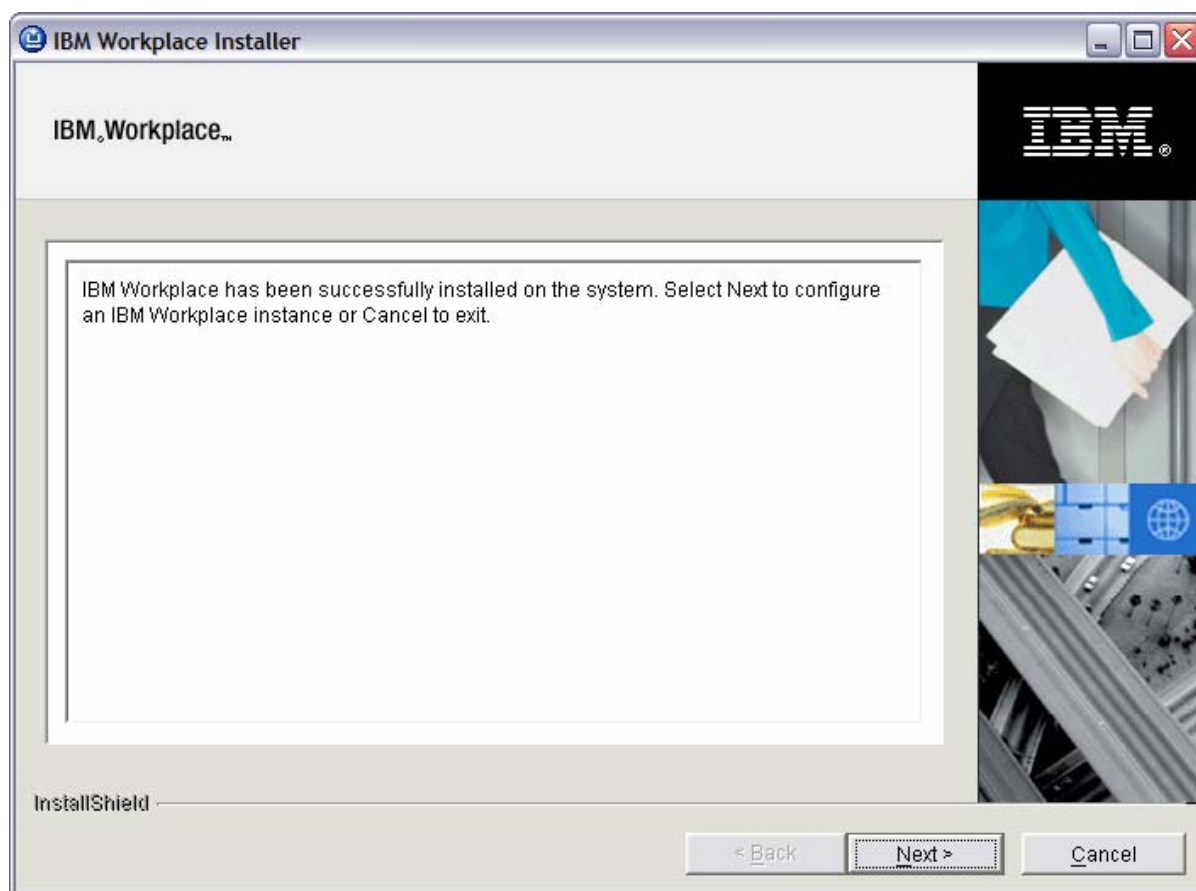 IBM Workplace Installer
IBM® Workplace™
IBM®
IBM Workplace has been successfully installed on the system. Select Next to configure
an IBM Workplace instance or Cancel to exit.
InstallShield
< Back
Next >
Cancel